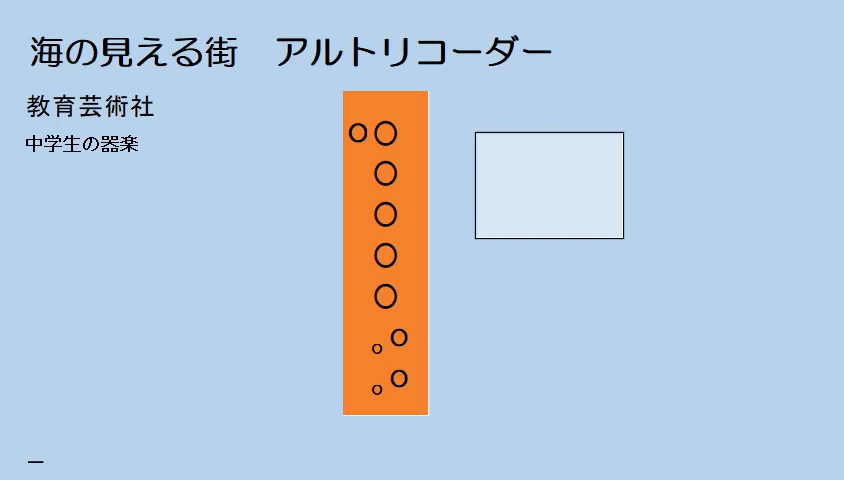 海の見える街　アルトリコーダー
教育芸術社
中学生の器楽